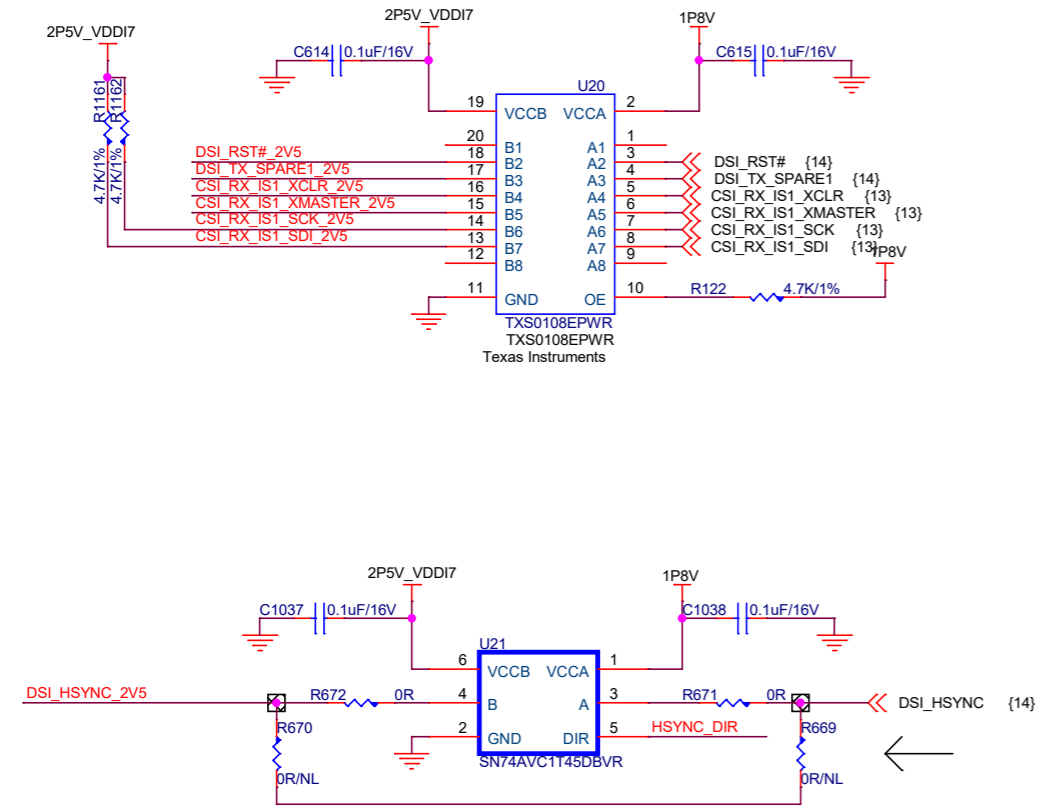 2P5V_VDDI7
2P5V_VDDI7
1P8V
C614 0.1uF/16V
C615 0.1uF/16V
R1161
R1162
4.7K/1%
4.7K/1%
U20
19 VCCB VCCA 2
20 B1 A1 1
DSI_RST#_2V5 18 B2 A2 3 DSI_RST# {14}
DSI_TX_SPARE1_2V5 17 B3 A3 4 DSI_TX_SPARE1 {14}
CSI_RX_IS1_XCLR_2V5 16 B4 A4 5 CSI_RX_IS1_XCLR {13}
CSI_RX_IS1_XMASTER_2V5 15 B5 A5 6 CSI_RX_IS1_XMASTER {13}
CSI_RX_IS1_SCK_2V5 14 B6 A6 7 CSI_RX_IS1_SCK {13}
CSI_RX_IS1_SDI_2V5 13 B7 A7 8 CSI_RX_IS1_SDI {13}
12 B8 A8 9
1P8V
11 GND OE 10 R122 4.7K/1%
TXS0108EPWR
TXS0108EPWR
Texas Instruments
2P5V_VDDI7
1P8V
C1037 0.1uF/16V
C1038 0.1uF/16V
U21
6 VCCB VCCA 1
DSI_HSYNC_2V5 R672 0R 4 B A 3 R671 0R DSI_HSYNC {14}
R670 2 GND DIR 5 HSYNC_DIR R669
SN74AVC1T45DBVR
0R/NL
0R/NL